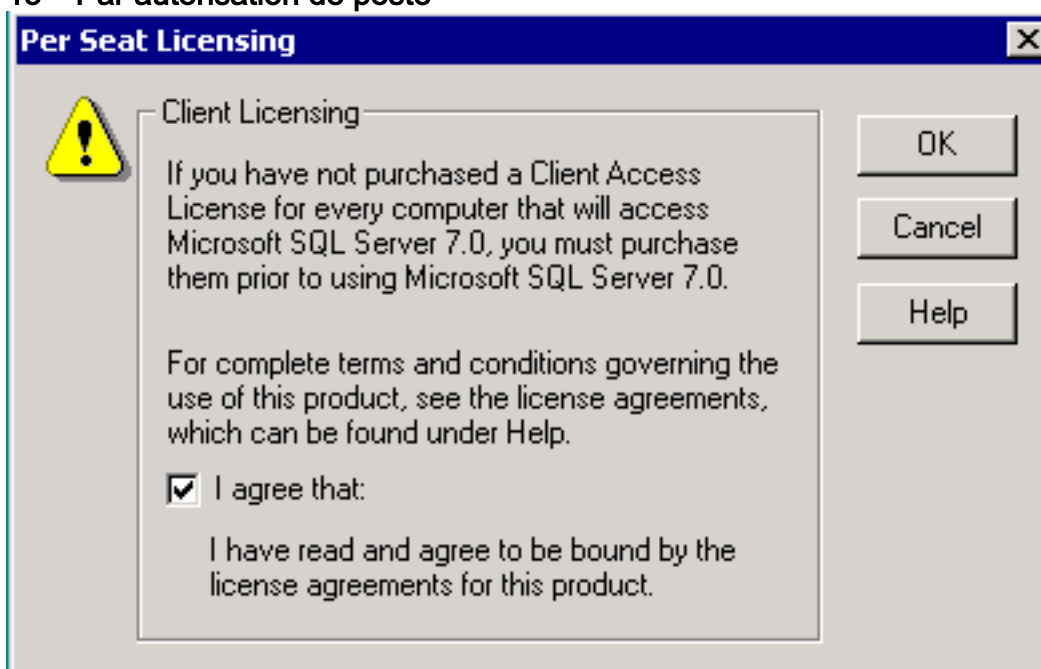 Par autorisation de poste
Per Seat Licensing
Client Licensing
If you have not purchased a Client Access
License for every computer that will access
Microsoft SQL Server 7.0, you must purchase
them prior to using Microsoft SQL Server 7.0.
For complete terms and conditions governing the
use of this product, see the license agreements,
which can be found under Help.
I agree that:
I have read and agree to be bound by the
license agreements for this product.
OK
Cancel
Help